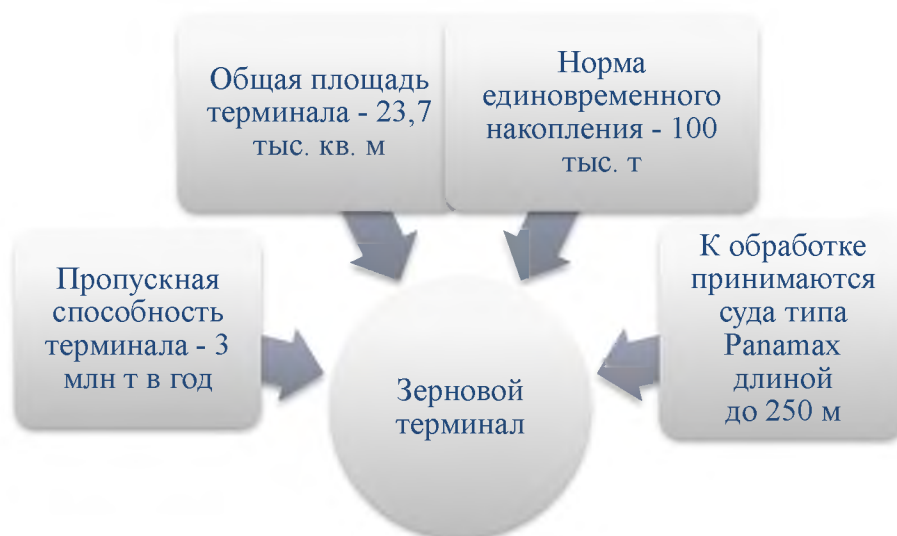 Общая площадь
терминала - 23,7
тыс. кв. м
Норма
единовременного
накопления - 100
тыс. т
Пропускная
способность
терминала - 3
млн т в год
К обработке
принимаются
суда типа
Panamax
длиной
до 250 м
Зерновой
терминал